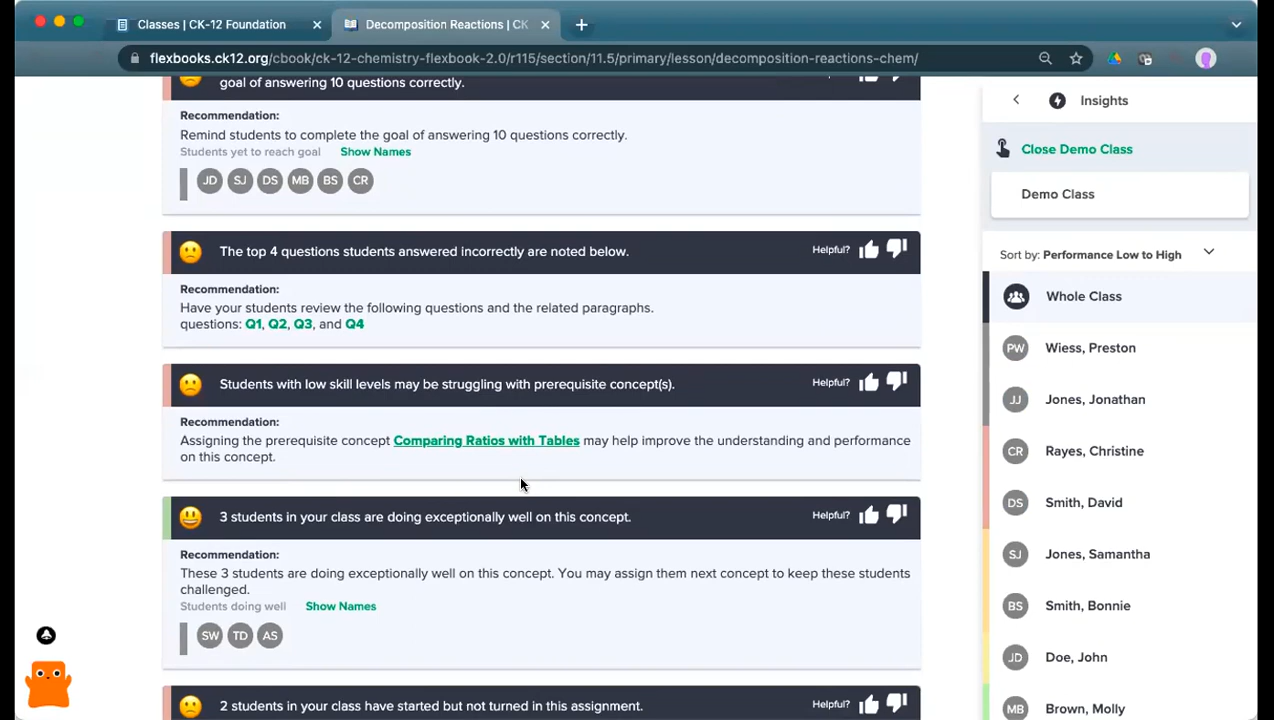 Classes | CK-12 Foundation
Decomposition Reactions | CK
flexbooks.ck12.org/cbook/ck-12-chemistry-flexbook-2.0/r115/section/11.5/primary/lesson/decomposition-reactions-chem/
goal of answering 10 questions correctly.
Recommendation:
Remind students to complete the goal of answering 10 questions correctly.
Students yet to reach goal Show Names
JD SJ DS MB BS CR
The top 4 questions students answered incorrectly are noted below. Helpful?
Recommendation:
Have your students review the following questions and the related paragraphs.
questions: Q1, Q2, Q3, and Q4
Students with low skill levels may be struggling with prerequisite concept(s). Helpful?
Recommendation:
Assigning the prerequisite concept Comparing Ratios with Tables may help improve the understanding and performance
on this concept.
3 students in your class are doing exceptionally well on this concept. Helpful?
Recommendation:
These 3 students are doing exceptionally well on this concept. You may assign them next concept to keep these students
challenged.
Students doing well Show Names
SW TD AS
2 students in your class have started but not turned in this assignment. Helpful?
Insights
Close Demo Class
Demo Class
Sort by: Performance Low to High
Whole Class
PW Wiess, Preston
JJ Jones, Jonathan
CR Rayes, Christine
DS Smith, David
SJ Jones, Samantha
BS Smith, Bonnie
JD Doe, John
MB Brown, Molly